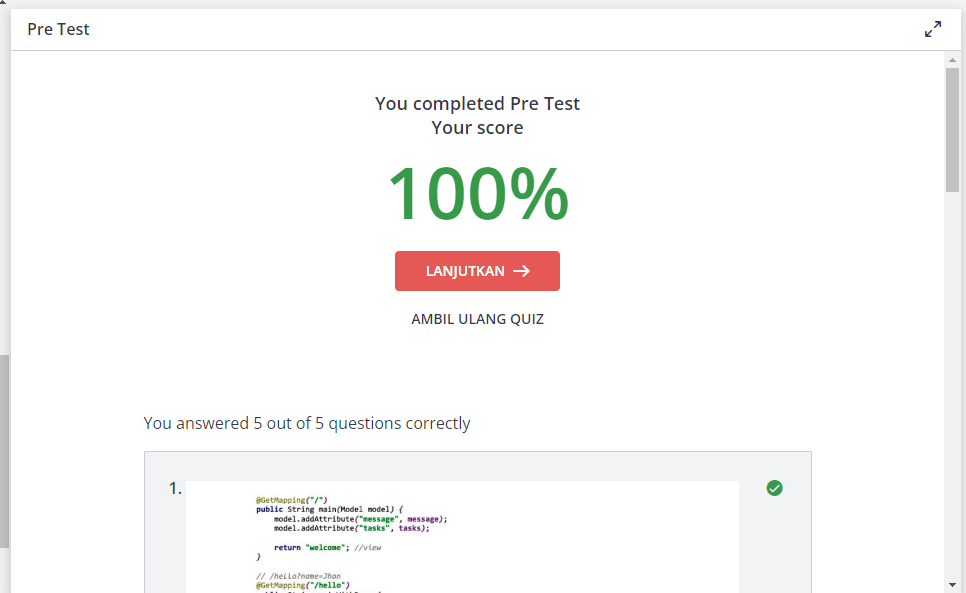 Pre Test
You completed Pre Test
Your score
100%
LANJUTKAN →
AMBIL ULANG QUIZ
You answered 5 out of 5 questions correctly
1.
@GetMapping("/")
public String main(Model model) {
model.addAttribute("message", message);
model.addAttribute("tasks", tasks);
return "welcome"; //view
}
// /hello?name=Jhon
@GetMapping("/hello")